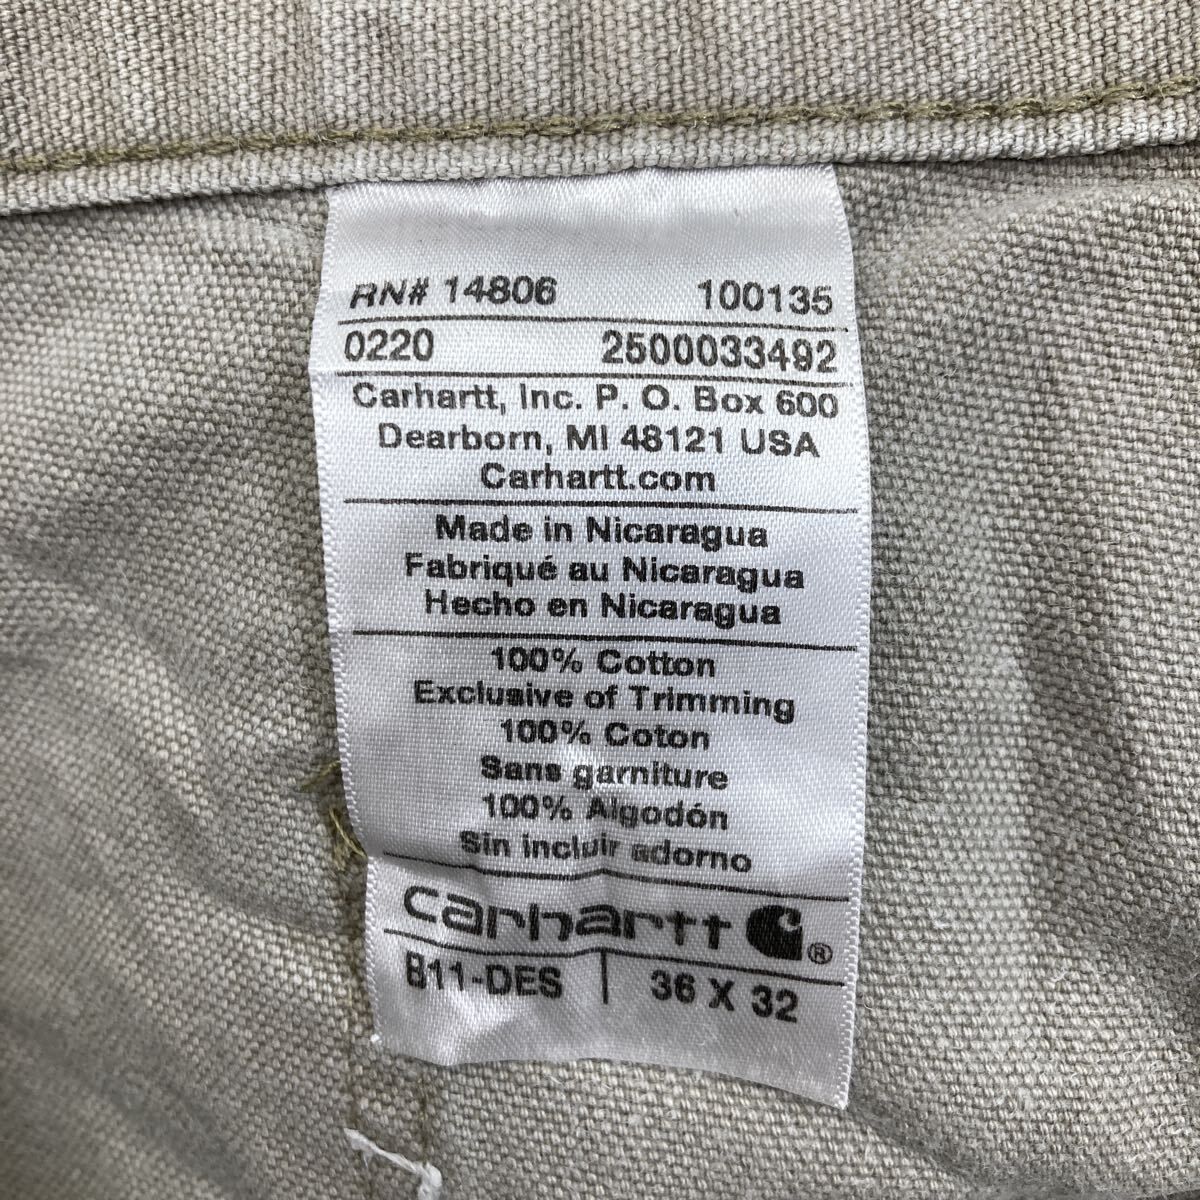 RN# 14806 100135
0220 2500033492
Carhartt, Inc. P. O. Box 600
Dearborn, MI 48121 USA
Carhartt.com
Made in Nicaragua
Fabriqué au Nicaragua
Hecho en Nicaragua
100% Cotton
Exclusive of Trimming
100% Coton
Sans garniture
100% Algodón
Sin incluir adorno
carhartt ®
B11-DES | 36 X 32